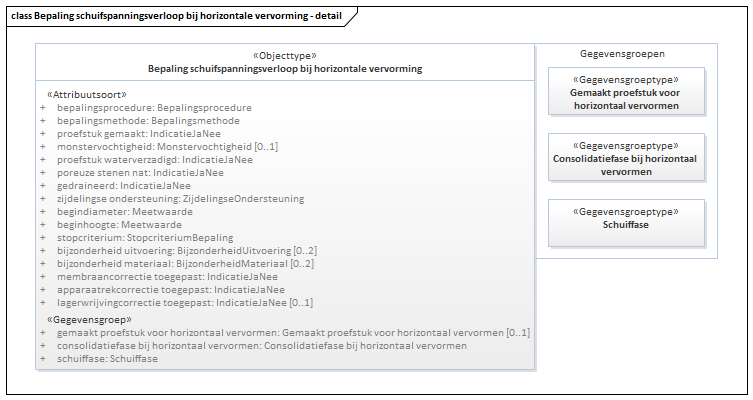 class Bepaling schuifspanningsverloop bij horizontale vervorming - detail
«Objecttype»
Bepaling schuifspanningsverloop bij horizontale vervorming
«Attribuutsoort»
+ bepalingsprocedure: Bepalingsprocedure
+ bepalingsmethode: Bepalingsmethode
+ proefstuk gemaakt: IndicatieJaNee
+ monstervochtigheid: Monstervochtigheid [0..1]
+ proefstuk waterverzadigd: IndicatieJaNee
+ poreuze stenen nat: IndicatieJaNee
+ gedraineerd: IndicatieJaNee
+ zijdelingse ondersteuning: ZijdelingseOndersteuning
+ begindiameter: Meetwaarde
+ beginhoogte: Meetwaarde
+ stopcriterium: StopcriteriumBepaling
+ bijzonderheid uitvoering: BijzonderheidUitvoering [0..2]
+ bijzonderheid materiaal: BijzonderheidMateriaal [0..2]
+ membraancorrectie toegepast: IndicatieJaNee
+ apparaatrekcorrectie toegepast: IndicatieJaNee
+ lagerwrijvingcorrectie toegepast: IndicatieJaNee [0..1]
«Gegevensgroep»
+ gemaakt proefstuk voor horizontaal vervormen: Gemaakt proefstuk voor horizontaal vervormen [0..1]
+ consolidatiefase bij horizontaal vervormen: Consolidatiefase bij horizontaal vervormen
+ schuiffase: Schuiffase
Gegevensgroepen
«Gegevensgroeptype»
Gemaakt proefstuk voor
horizontaal vervormen
«Gegevensgroeptype»
Consolidatiefase bij horizontaal
vervormen
«Gegevensgroeptype»
Schuiffase